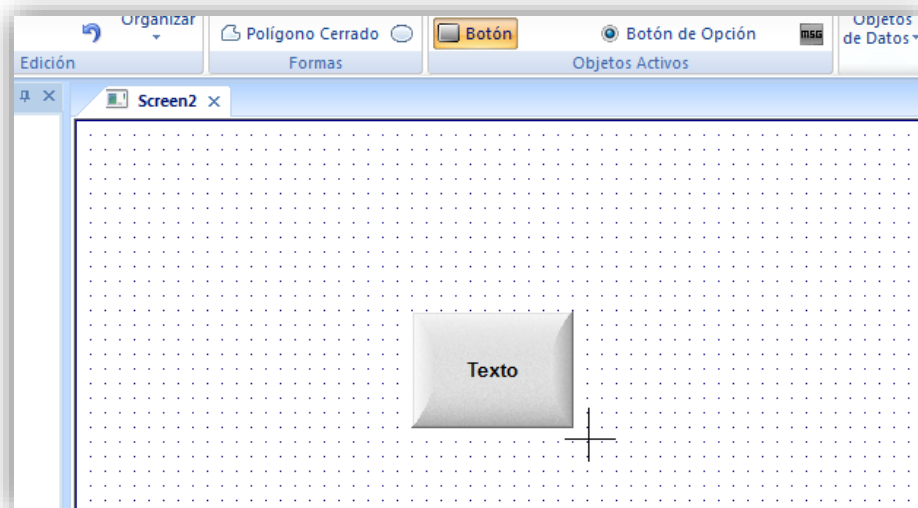 Organizar
Objetos
Polígono Cerrado
Botón
Botón de Opción
MSG
de Datos
Edición
Formas
Objetos Activos
Screen2
Texto